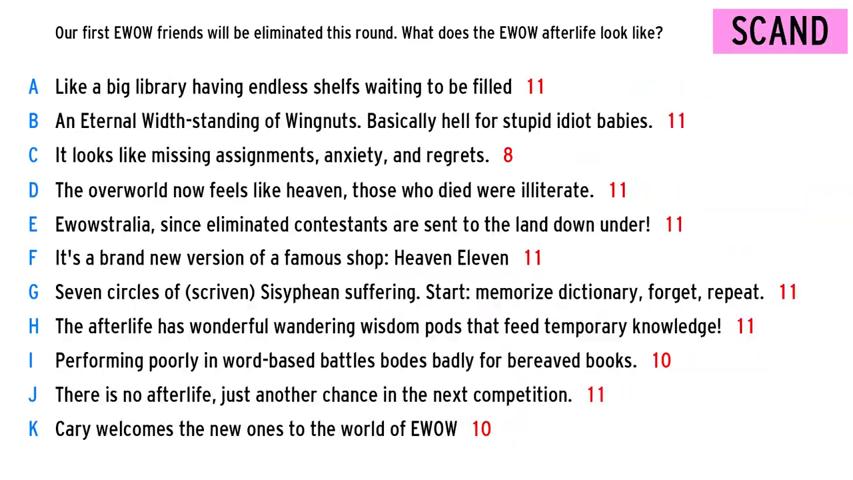 Our first EWOW friends will be eliminated this round. What does the EWOW afterlife look like?
SCAND
A Like a big library having endless shelfs waiting to be filled 11
B An Eternal Width-standing of Wingnuts. Basically hell for stupid idiot babies. 11
C It looks like missing assignments, anxiety, and regrets. 8
D The overworld now feels like heaven, those who died were illiterate. 11
E Ewowstralia, since eliminated contestants are sent to the land down under! 11
F It's a brand new version of a famous shop: Heaven Eleven 11
G Seven circles of (scriven) Sisyphean suffering. Start: memorize dictionary, forget, repeat. 11
H The afterlife has wonderful wandering wisdom pods that feed temporary knowledge! 11
I Performing poorly in word-based battles bodes badly for bereaved books. 10
J There is no afterlife, just another chance in the next competition. 11
K Cary welcomes the new ones to the world of EWOW 10